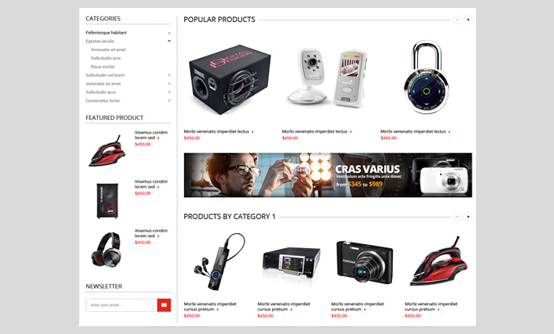 CATEGORIES
Pellentesque habitant
Egestas iaculis
Venenatis sit amet
Sollicitudin acre
Risus morbi
Sollicitudin vel lorem
Venenatis sit amet
Sollicitudin acro
Consectetur tortor
FEATURED PRODUCT
Vivamus condim
lorem sed
$450.00
Vivamus condim
lorem sed
$450.00
Vivamus condim
lorem sed
$450.00
NEWSLETTER
enter your email ...
POPULAR PRODUCTS
Morbi venenatis imperdiet lectus
$450.00
Morbi venenatis imperdiet lectus
Morbi venenatis imperdiet lectus
$450.00
CRAS VARIUS
Vestibulum acte fringilla ante donec
from $345 to $989
PRODUCTS BY CATEGORY 1
Morbi venenatis imperdiet
cursus pretium
$450.00
Morbi venenatis imperdiet
cursus pretium
$450.00
Morbi venenatis imperdiet
cursus pretium
$450.00
Morbi venenatis imperdiet
cursus pretium
$450.00